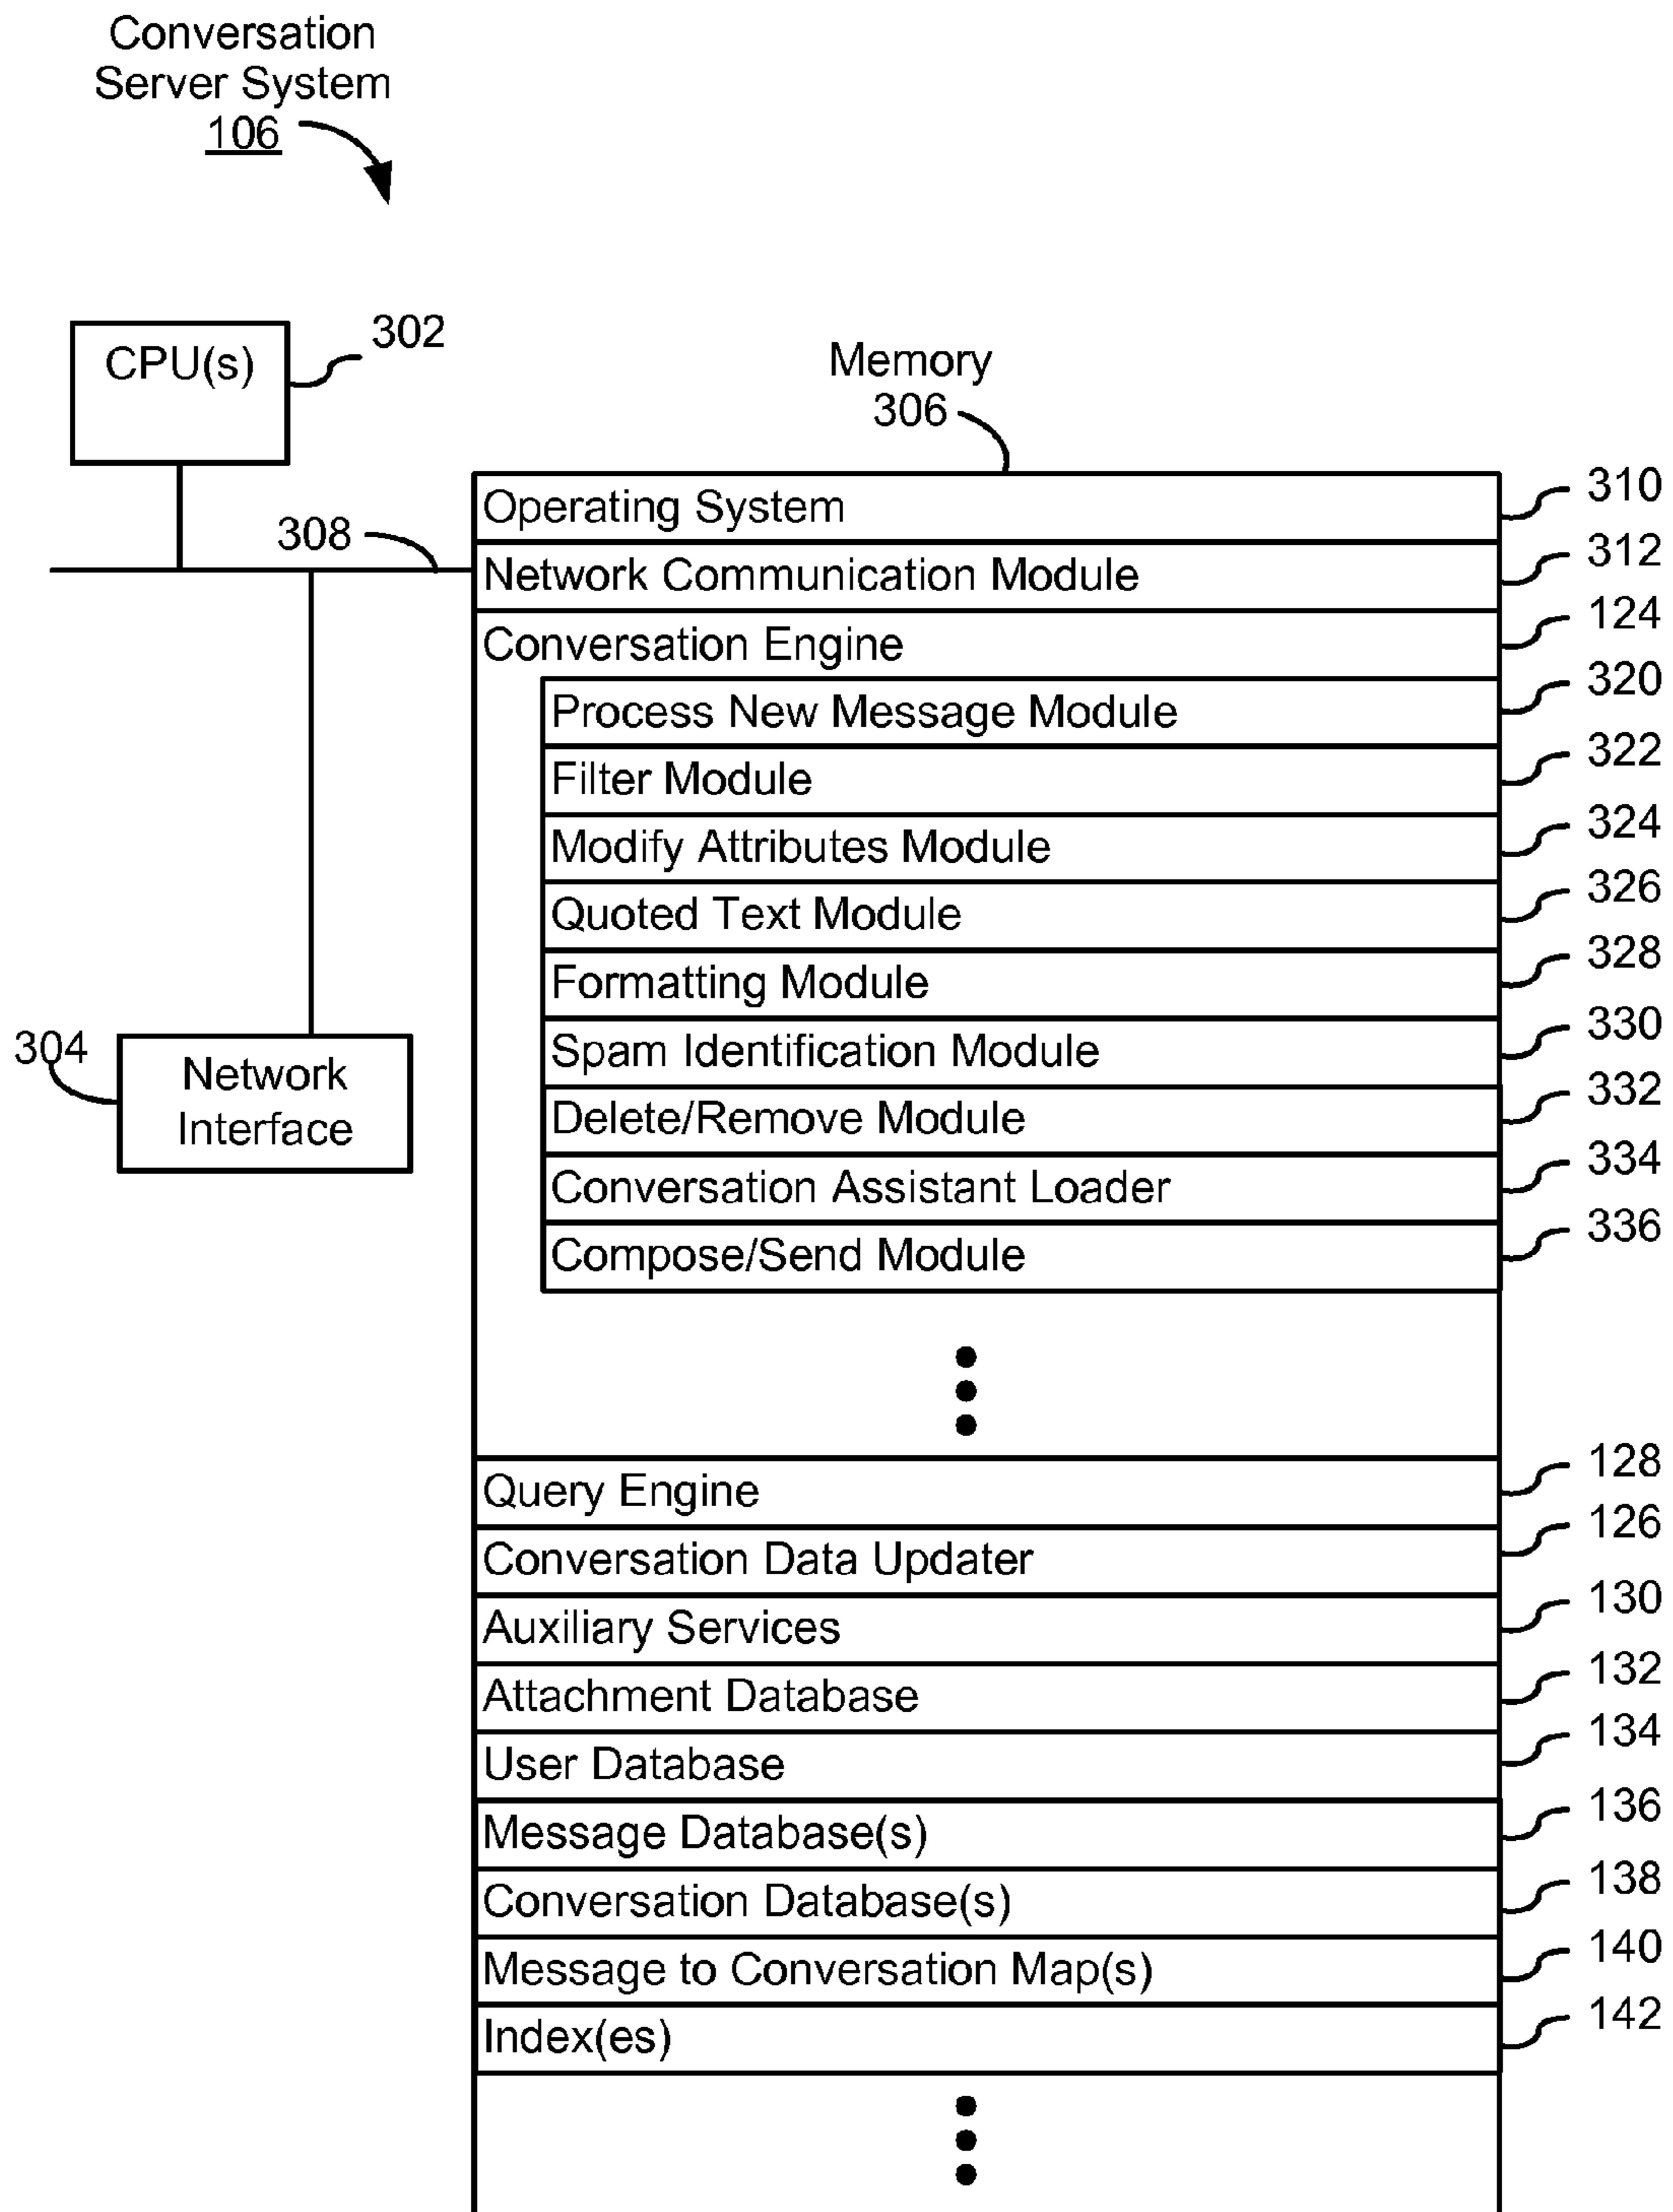 Conversation
Server System
106
CPU(s)
302
Memory
306
308
Operating System
310
Network Communication Module
312
Conversation Engine
124
Process New Message Module
320
Filter Module
322
Modify Attributes Module
324
Quoted Text Module
326
Formatting Module
328
Spam Identification Module
330
304
Network
Interface
Delete/Remove Module
332
Conversation Assistant Loader
334
Compose/Send Module
336
Query Engine
128
Conversation Data Updater
126
Auxiliary Services
130
Attachment Database
132
User Database
134
Message Database(s)
136
Conversation Database(s)
138
Message to Conversation Map(s)
140
Index(es)
142